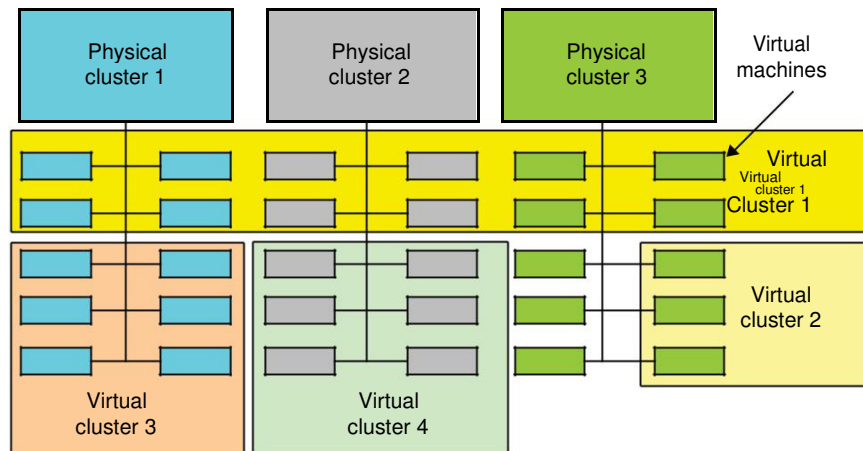 Physical
cluster 1
Physical
cluster 2
Physical
cluster 3
Virtual
machines
Virtual
Virtual
cluster 1
Cluster 1
Virtual
cluster 2
Virtual
cluster 3
Virtual
cluster 4